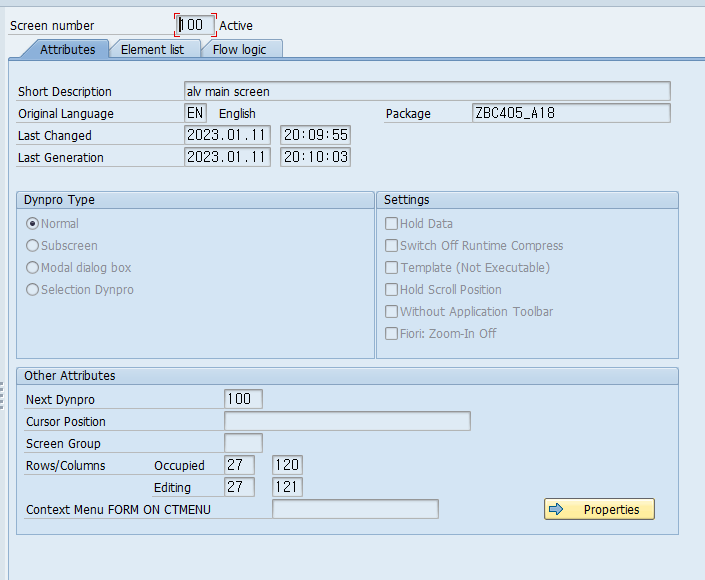 Screen number 100 Active
Attributes Element list Flow logic
Short Description alv main screen
Original Language EN English Package ZBC405_A18
Last Changed 2023.01.11 20:09:55
Last Generation 2023.01.11 20:10:03
Dynpro Type Settings
Normal Hold Data
Subscreen Switch Off Runtime Compress
Modal dialog box Template (Not Executable)
Selection Dynpro Hold Scroll Position
Without Application Toolbar
Fiori: Zoom-In Off
Other Attributes
Next Dynpro 100
Cursor Position
Screen Group
Rows/Columns Occupied 27 120
Editing 27 121
Context Menu FORM ON CTMENU Properties